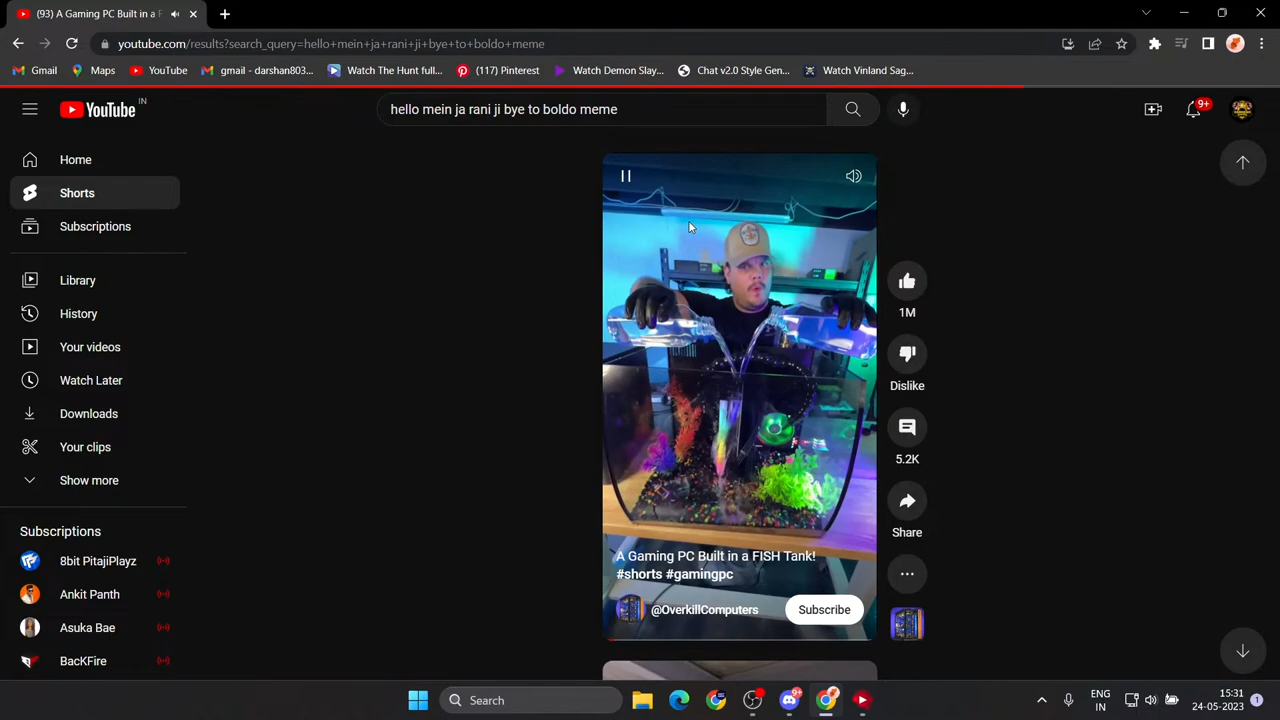 (93) A Gaming PC Built in a F
youtube.com/results?search_query=hello+mein+ja+rani+ji+bye+to+boldo+meme
Gmail
Maps
YouTube
gmail - darshan803...
Watch The Hunt full...
(117) Pinterest
Watch Demon Slay...
Chat v2.0 Style Gen...
Watch Vinland Sag...
YouTube IN
hello mein ja rani ji bye to boldo meme
9+
Home
Shorts
Subscriptions
Library
History
Your videos
Watch Later
Downloads
Your clips
Show more
Subscriptions
8bit PitajiPlayz
Ankit Panth
Asuka Bae
BacKFire
1M
Dislike
5.2K
Share
A Gaming PC Built in a FISH Tank!
#shorts #gamingpc
@OverkillComputers
Subscribe
Search
9+
ENG
IN
15:31
24-05-2023
1